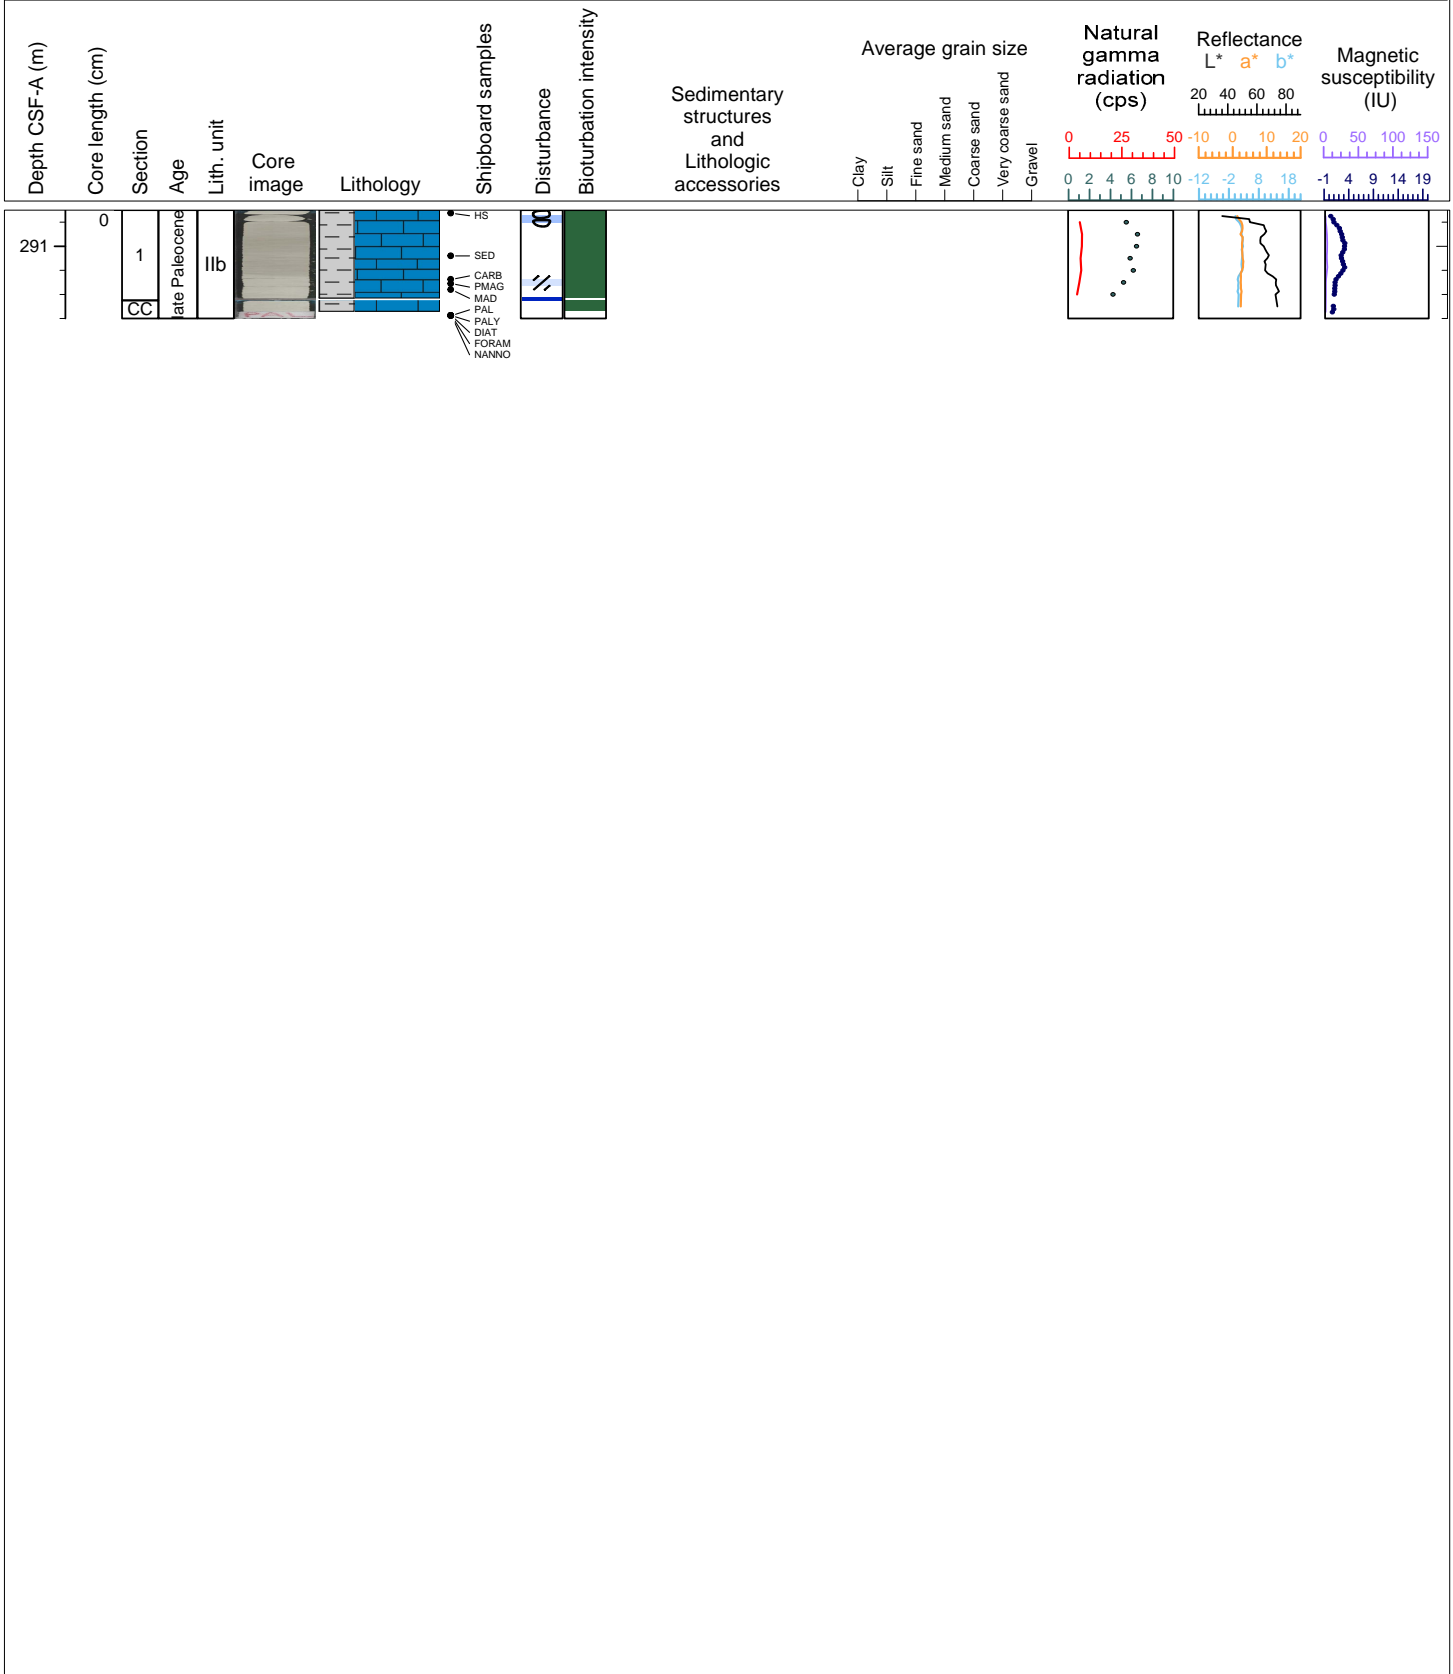 Depth CSF-A (m)
Core length (cm)
Section
Age
Lith. unit
Core
image
Lithology
Shipboard samples
Disturbance
Bioturbation intensity
Sedimentary
structures
and
Lithologic
accessories
Average grain size
Clay
Silt
Fine sand
Medium sand
Coarse sand
Very coarse sand
Gravel
Natural
gamma
radiation
(cps)
0 25 50
0 2 4 6 8 10
Reflectance
L* a* b*
20 40 60 80
-10 0 10 20
-12 -2 8 18
Magnetic
susceptibility
(IU)
0 50 100 150
-1 4 9 14 19
0
291
1
CC
late Paleocene
IIb
HS
SED
CARB
PMAG
MAD
PAL
PALY
DIAT
FORAM
NANNO
PAL